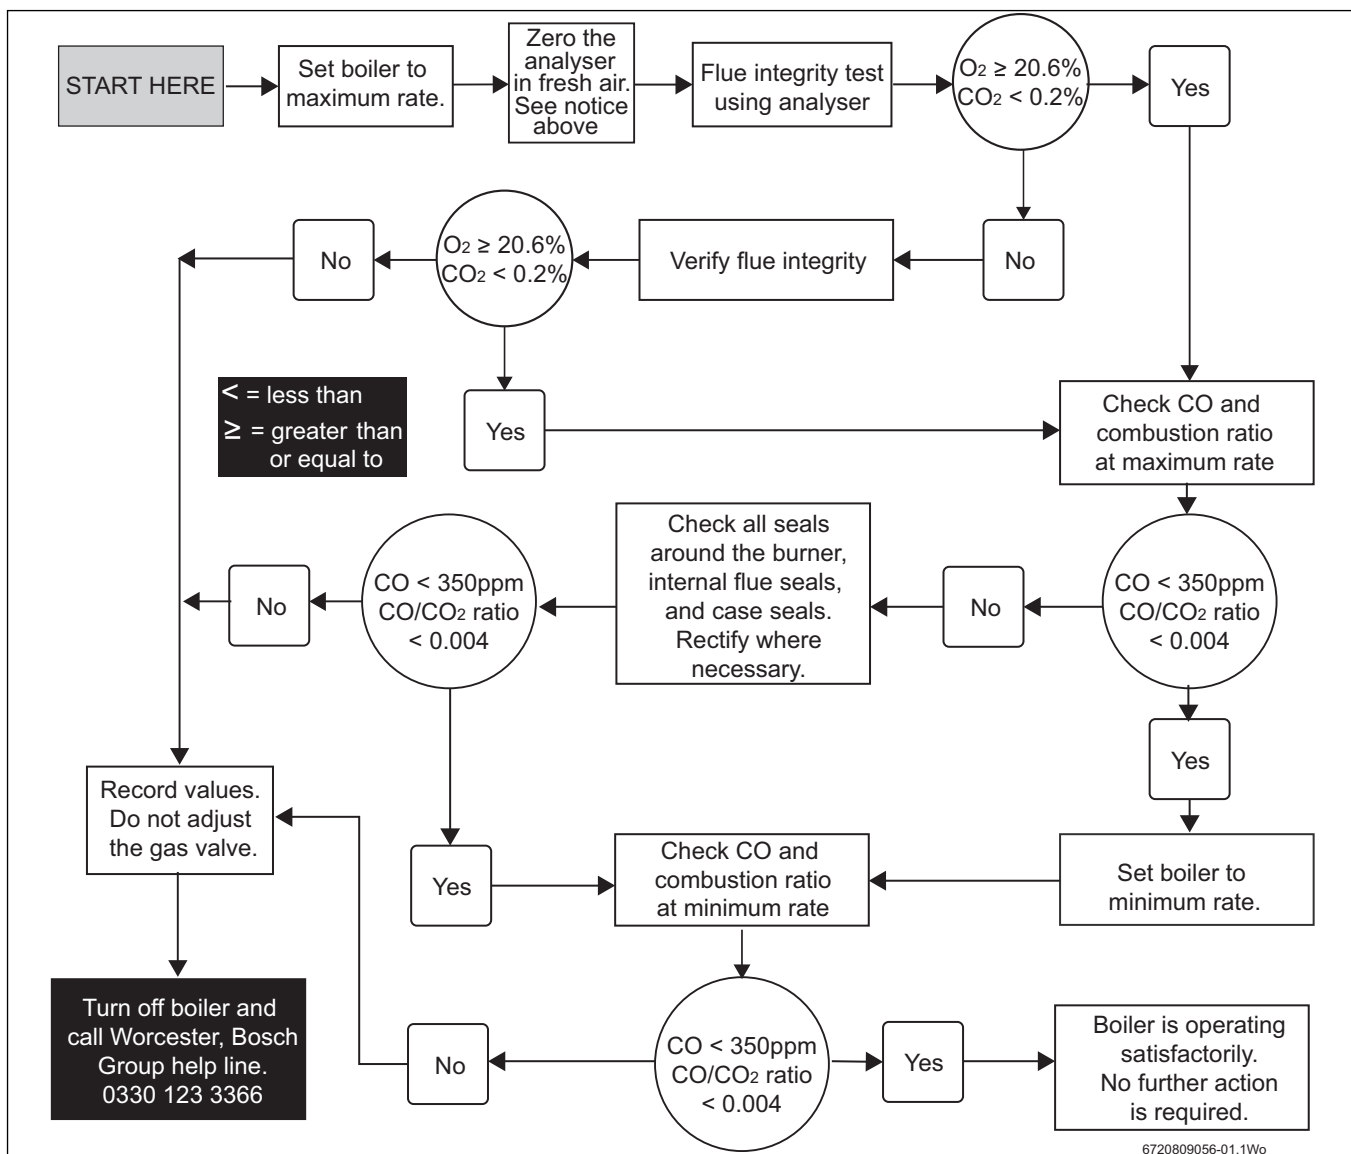 START HERE
Set boiler to
maximum rate.
Zero the
analyser
in fresh air.
See notice
above
Flue integrity test
using analyser
O2 ≥ 20.6%
CO2 < 0.2%
Yes
No
Verify flue integrity
O2 ≥ 20.6%
CO2 < 0.2%
No
Yes
< = less than
≥ = greater than
or equal to
Check CO and
combustion ratio
at maximum rate
CO < 350ppm
CO/CO2 ratio
< 0.004
No
Check all seals
around the burner,
internal flue seals,
and case seals.
Rectify where
necessary.
CO < 350ppm
CO/CO2 ratio
< 0.004
No
Yes
Yes
Set boiler to
minimum rate.
Check CO and
combustion ratio
at minimum rate
Record values.
Do not adjust
the gas valve.
Turn off boiler and
call Worcester, Bosch
Group help line.
0330 123 3366
No
CO < 350ppm
CO/CO2 ratio
< 0.004
Yes
Boiler is operating
satisfactorily.
No further action
is required.
6720809056-01.1Wo